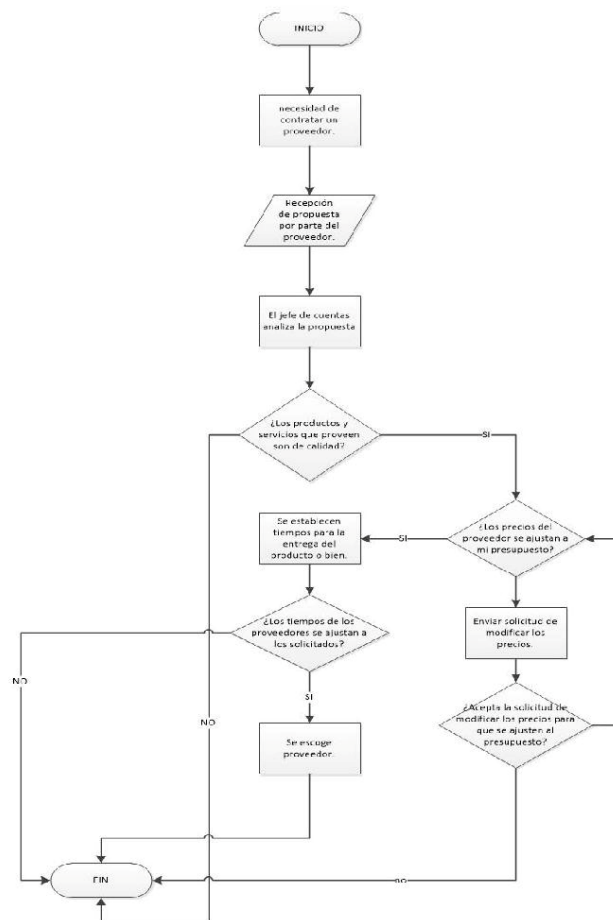 INICIO
necesidad de
contratar un
proveedor.
Recepción
de propuesta
por parte del
proveedor.
El jefe de cuentas
analiza la propuesta
¿Los productos y
servicios que proveen
son de calidad?
SI
Se establecen
tiempos para la
entrega del
producto o bien.
SI
¿Los precios del
proveedor se ajustan a
mi presupuesto?
¿Los tiempos de los
proveedores se ajustan a
los solicitados?
Enviar solicitud de
modificar los
precios.
NO
SI
NO
¿Acepta la solicitud de
modificar los precios para
que se ajusten al
presupuesto?
Se escoge
proveedor.
FIN
no